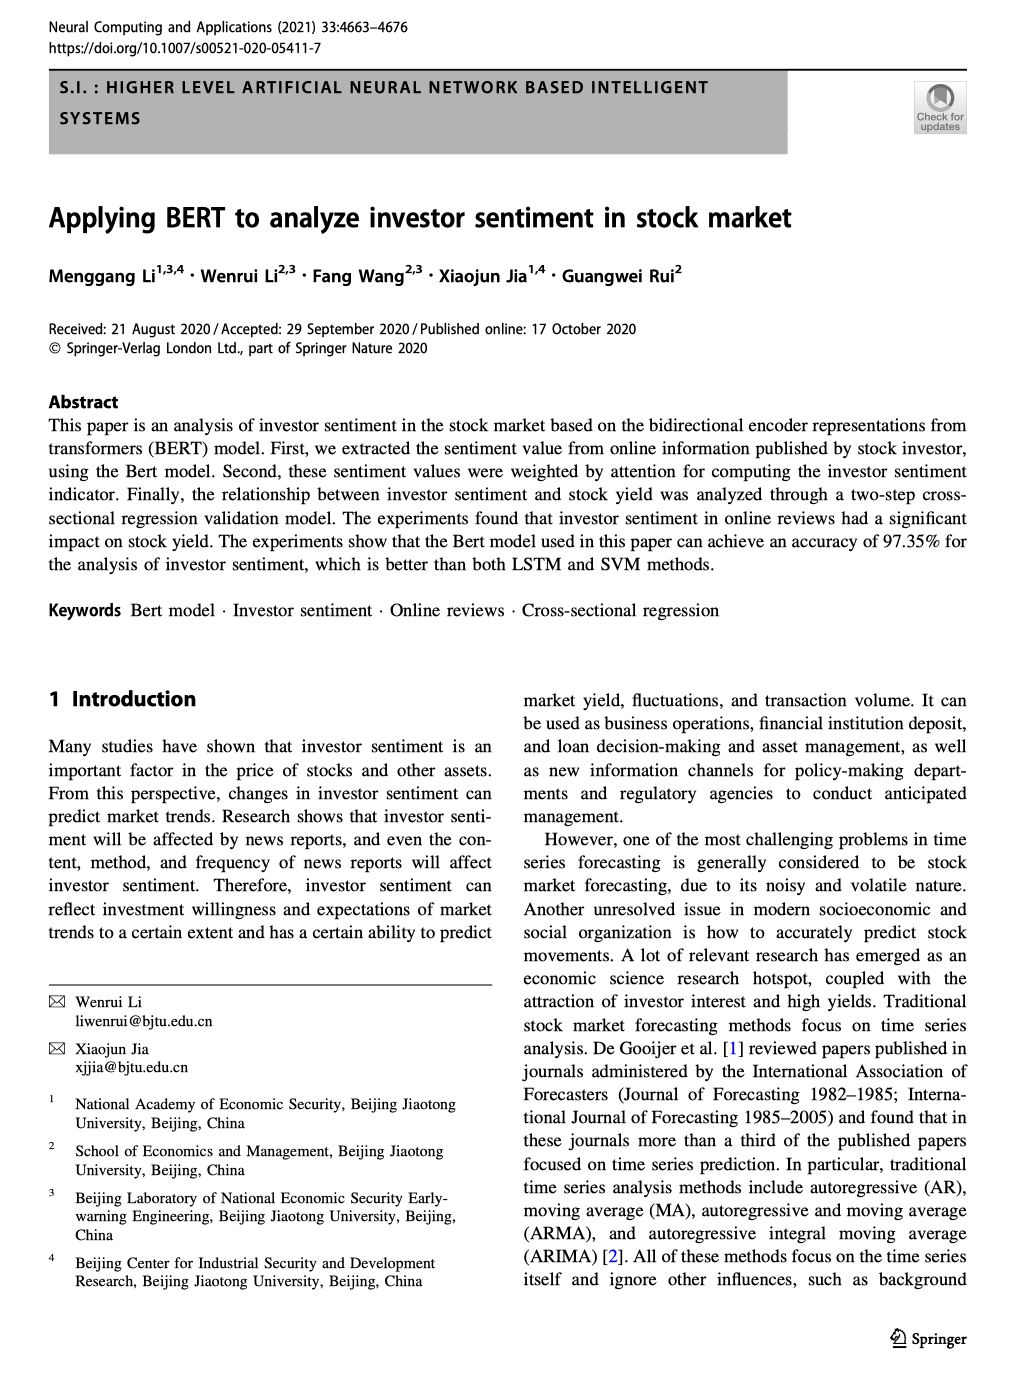 Neural Computing and Applications (2021) 33:4663–4676
https://doi.org/10.1007/s00521-020-05411-7
S.I. : HIGHER LEVEL ARTIFICIAL NEURAL NETWORK BASED INTELLIGENT
SYSTEMS
Check for
updates
Applying BERT to analyze investor sentiment in stock market
Menggang Li1,3,4 · Wenrui Li2,3 · Fang Wang2,3 · Xiaojun Jia1,4 · Guangwei Rui2
Received: 21 August 2020 / Accepted: 29 September 2020 / Published online: 17 October 2020
© Springer-Verlag London Ltd., part of Springer Nature 2020
Abstract
This paper is an analysis of investor sentiment in the stock market based on the bidirectional encoder representations from
transformers (BERT) model. First, we extracted the sentiment value from online information published by stock investor,
using the Bert model. Second, these sentiment values were weighted by attention for computing the investor sentiment
indicator. Finally, the relationship between investor sentiment and stock yield was analyzed through a two-step cross-
sectional regression validation model. The experiments found that investor sentiment in online reviews had a significant
impact on stock yield. The experiments show that the Bert model used in this paper can achieve an accuracy of 97.35% for
the analysis of investor sentiment, which is better than both LSTM and SVM methods.
Keywords Bert model · Investor sentiment · Online reviews · Cross-sectional regression
1 Introduction
Many studies have shown that investor sentiment is an
important factor in the price of stocks and other assets.
From this perspective, changes in investor sentiment can
predict market trends. Research shows that investor senti-
ment will be affected by news reports, and even the con-
tent, method, and frequency of news reports will affect
investor sentiment. Therefore, investor sentiment can
reflect investment willingness and expectations of market
trends to a certain extent and has a certain ability to predict
Wenrui Li
liwenrui@bjtu.edu.cn
Xiaojun Jia
xjjia@bjtu.edu.cn
1 National Academy of Economic Security, Beijing Jiaotong
University, Beijing, China
2 School of Economics and Management, Beijing Jiaotong
University, Beijing, China
3 Beijing Laboratory of National Economic Security Early-
warning Engineering, Beijing Jiaotong University, Beijing,
China
4 Beijing Center for Industrial Security and Development
Research, Beijing Jiaotong University, Beijing, China
market yield, fluctuations, and transaction volume. It can
be used as business operations, financial institution deposit,
and loan decision-making and asset management, as well
as new information channels for policy-making depart-
ments and regulatory agencies to conduct anticipated
management.
However, one of the most challenging problems in time
series forecasting is generally considered to be stock
market forecasting, due to its noisy and volatile nature.
Another unresolved issue in modern socioeconomic and
social organization is how to accurately predict stock
movements. A lot of relevant research has emerged as an
economic science research hotspot, coupled with the
attraction of investor interest and high yields. Traditional
stock market forecasting methods focus on time series
analysis. De Gooijer et al. [1] reviewed papers published in
journals administered by the International Association of
Forecasters (Journal of Forecasting 1982–1985; Interna-
tional Journal of Forecasting 1985–2005) and found that in
these journals more than a third of the published papers
focused on time series prediction. In particular, traditional
time series analysis methods include autoregressive (AR),
moving average (MA), autoregressive and moving average
(ARMA), and autoregressive integral moving average
(ARIMA) [2]. All of these methods focus on the time series
itself and ignore other influences, such as background
Springer